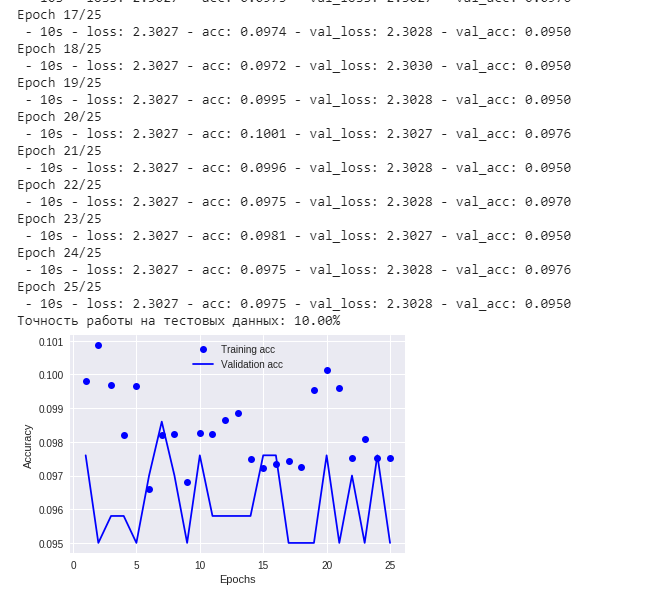 Epoch 17/25
- 10s - loss: 2.3027 - acc: 0.0974 - val_loss: 2.3028 - val_acc: 0.0950
Epoch 18/25
- 10s - loss: 2.3027 - acc: 0.0972 - val_loss: 2.3030 - val_acc: 0.0950
Epoch 19/25
- 10s - loss: 2.3027 - acc: 0.0995 - val_loss: 2.3028 - val_acc: 0.0950
Epoch 20/25
- 10s - loss: 2.3027 - acc: 0.1001 - val_loss: 2.3027 - val_acc: 0.0976
Epoch 21/25
- 10s - loss: 2.3027 - acc: 0.0996 - val_loss: 2.3028 - val_acc: 0.0950
Epoch 22/25
- 10s - loss: 2.3027 - acc: 0.0975 - val_loss: 2.3028 - val_acc: 0.0970
Epoch 23/25
- 10s - loss: 2.3027 - acc: 0.0981 - val_loss: 2.3027 - val_acc: 0.0950
Epoch 24/25
- 10s - loss: 2.3027 - acc: 0.0975 - val_loss: 2.3028 - val_acc: 0.0976
Epoch 25/25
- 10s - loss: 2.3027 - acc: 0.0975 - val_loss: 2.3028 - val_acc: 0.0950
Точность работы на тестовых данных: 10.00%
Training acc
Validation acc
0.101
0.100
0.099
0.098
0.097
0.096
0.095
Accuracy
0 5 10 15 20 25
Epochs